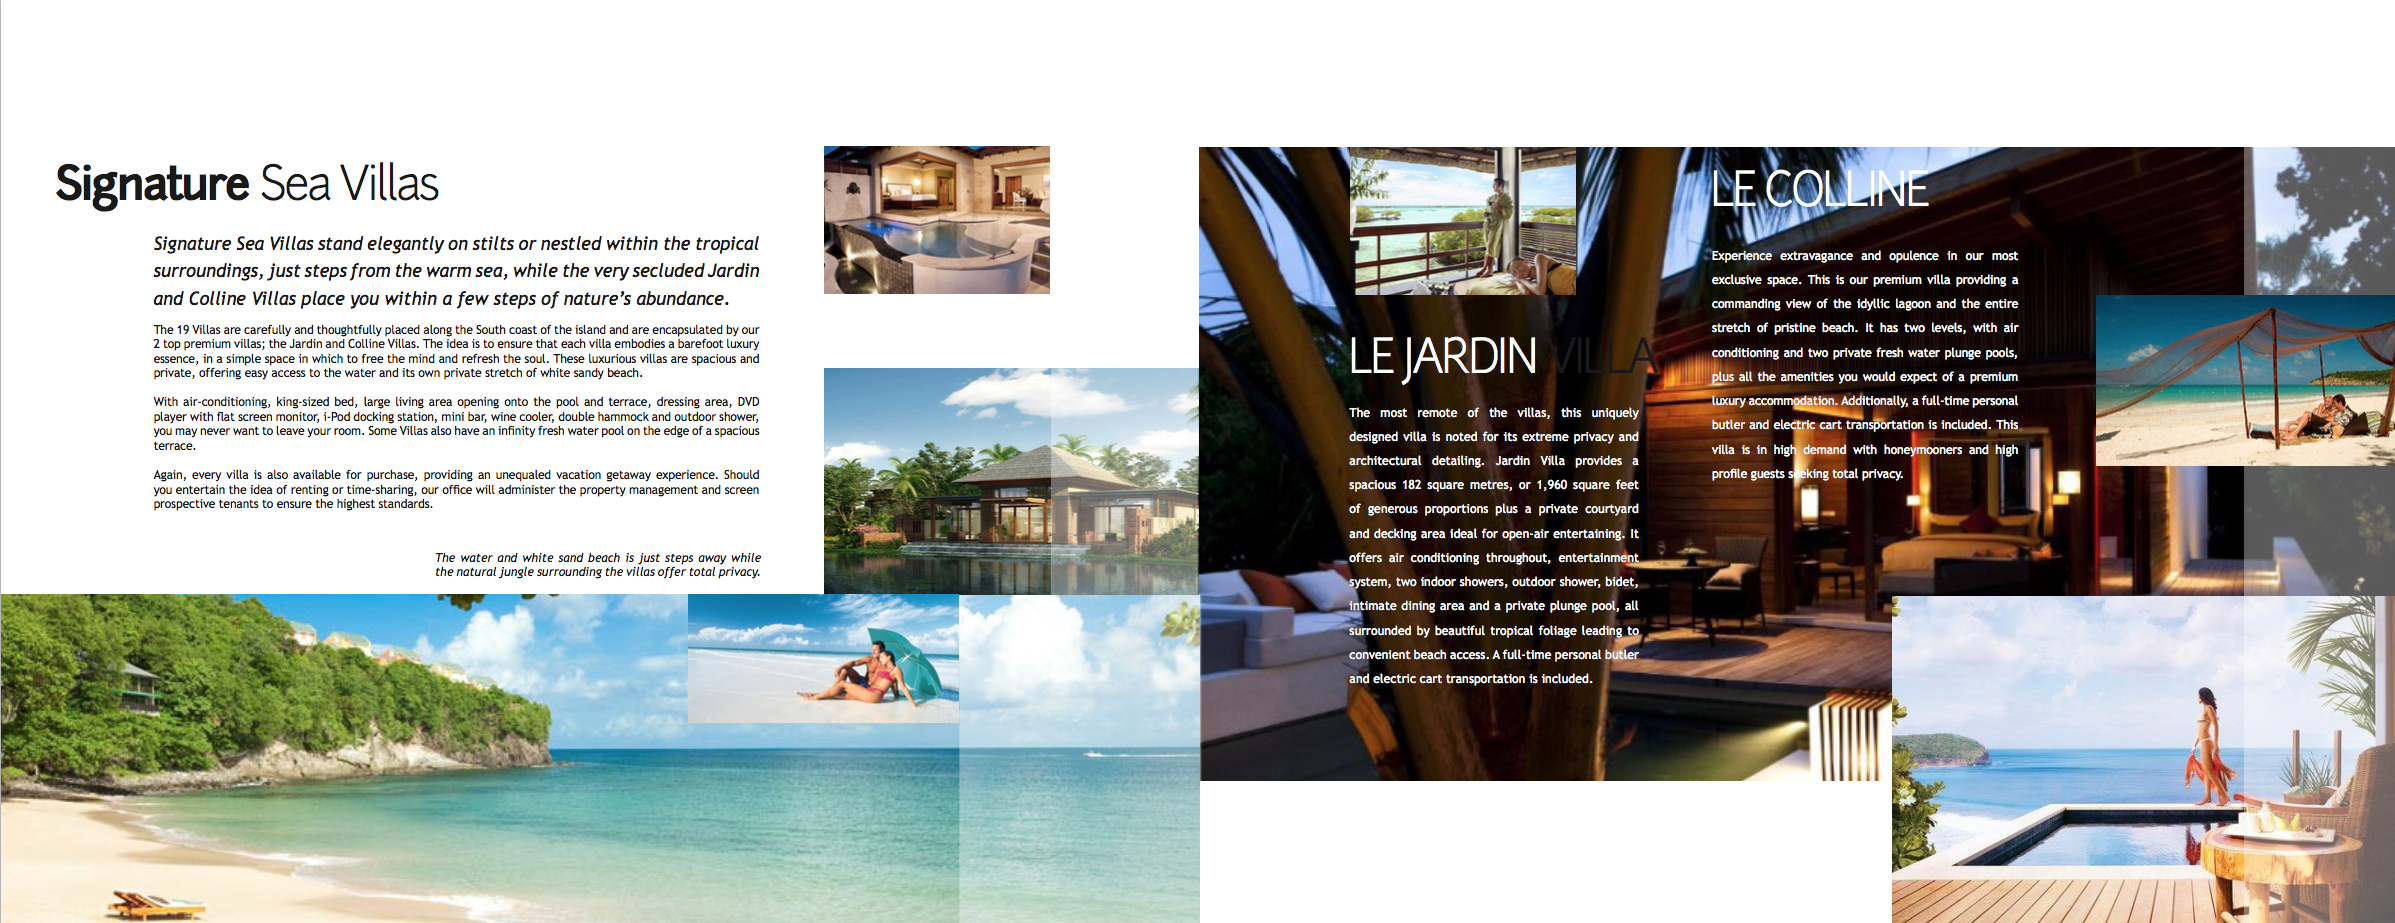 Signature Sea Villas
Signature Sea Villas stand elegantly on stilts or nestled within the tropical
surroundings, just steps from the warm sea, while the very secluded Jardin
and Colline Villas place you within a few steps of nature's abundance.
The 19 Villas are carefully and thoughtfully placed along the South coast of the island and are encapsulated by our
2 top premium villas; the Jardin and Colline Villas. The idea is to ensure that each villa embodies a barefoot luxury
essence, in a simple space in which to free the mind and refresh the soul. These luxurious villas are spacious and
private, offering easy access to the water and its own private stretch of white sandy beach.
With air-conditioning, king-sized bed, large living area opening onto the pool and terrace, dressing area, DVD
player with flat screen monitor, i-Pod docking station, mini bar, wine cooler, double hammock and outdoor shower,
you may never want to leave your room. Some Villas also have an infinity fresh water pool on the edge of a spacious
terrace.
Again, every villa is also available for purchase, providing an unequaled vacation getaway experience. Should
you entertain the idea of renting or time-sharing, our office will administer the property management and screen
prospective tenants to ensure the highest standards.
The water and white sand beach is just steps away while
the natural jungle surrounding the villas offer total privacy.
LE JARDIN VILLA
The most remote of the villas, this uniquely
designed villa is noted for its extreme privacy and
architectural detailing. Jardin Villa provides a
spacious 182 square metres, or 1,960 square feet
of generous proportions plus a private courtyard
and decking area ideal for open-air entertaining. It
offers air conditioning throughout, entertainment
system, two indoor showers, outdoor shower, bidet,
intimate dining area and a private plunge pool, all
surrounded by beautiful tropical foliage leading to
convenient beach access. A full-time personal butler
and electric cart transportation is included.
LE COLLINE
Experience extravagance and opulence in our most
exclusive space. This is our premium villa providing a
commanding view of the idyllic lagoon and the entire
stretch of pristine beach. It has two levels, with air
conditioning and two private fresh water plunge pools,
plus all the amenities you would expect of a premium
luxury accommodation. Additionally, a full-time personal
butler and electric cart transportation is included. This
villa is in high demand with honeymooners and high
profile guests seeking total privacy.